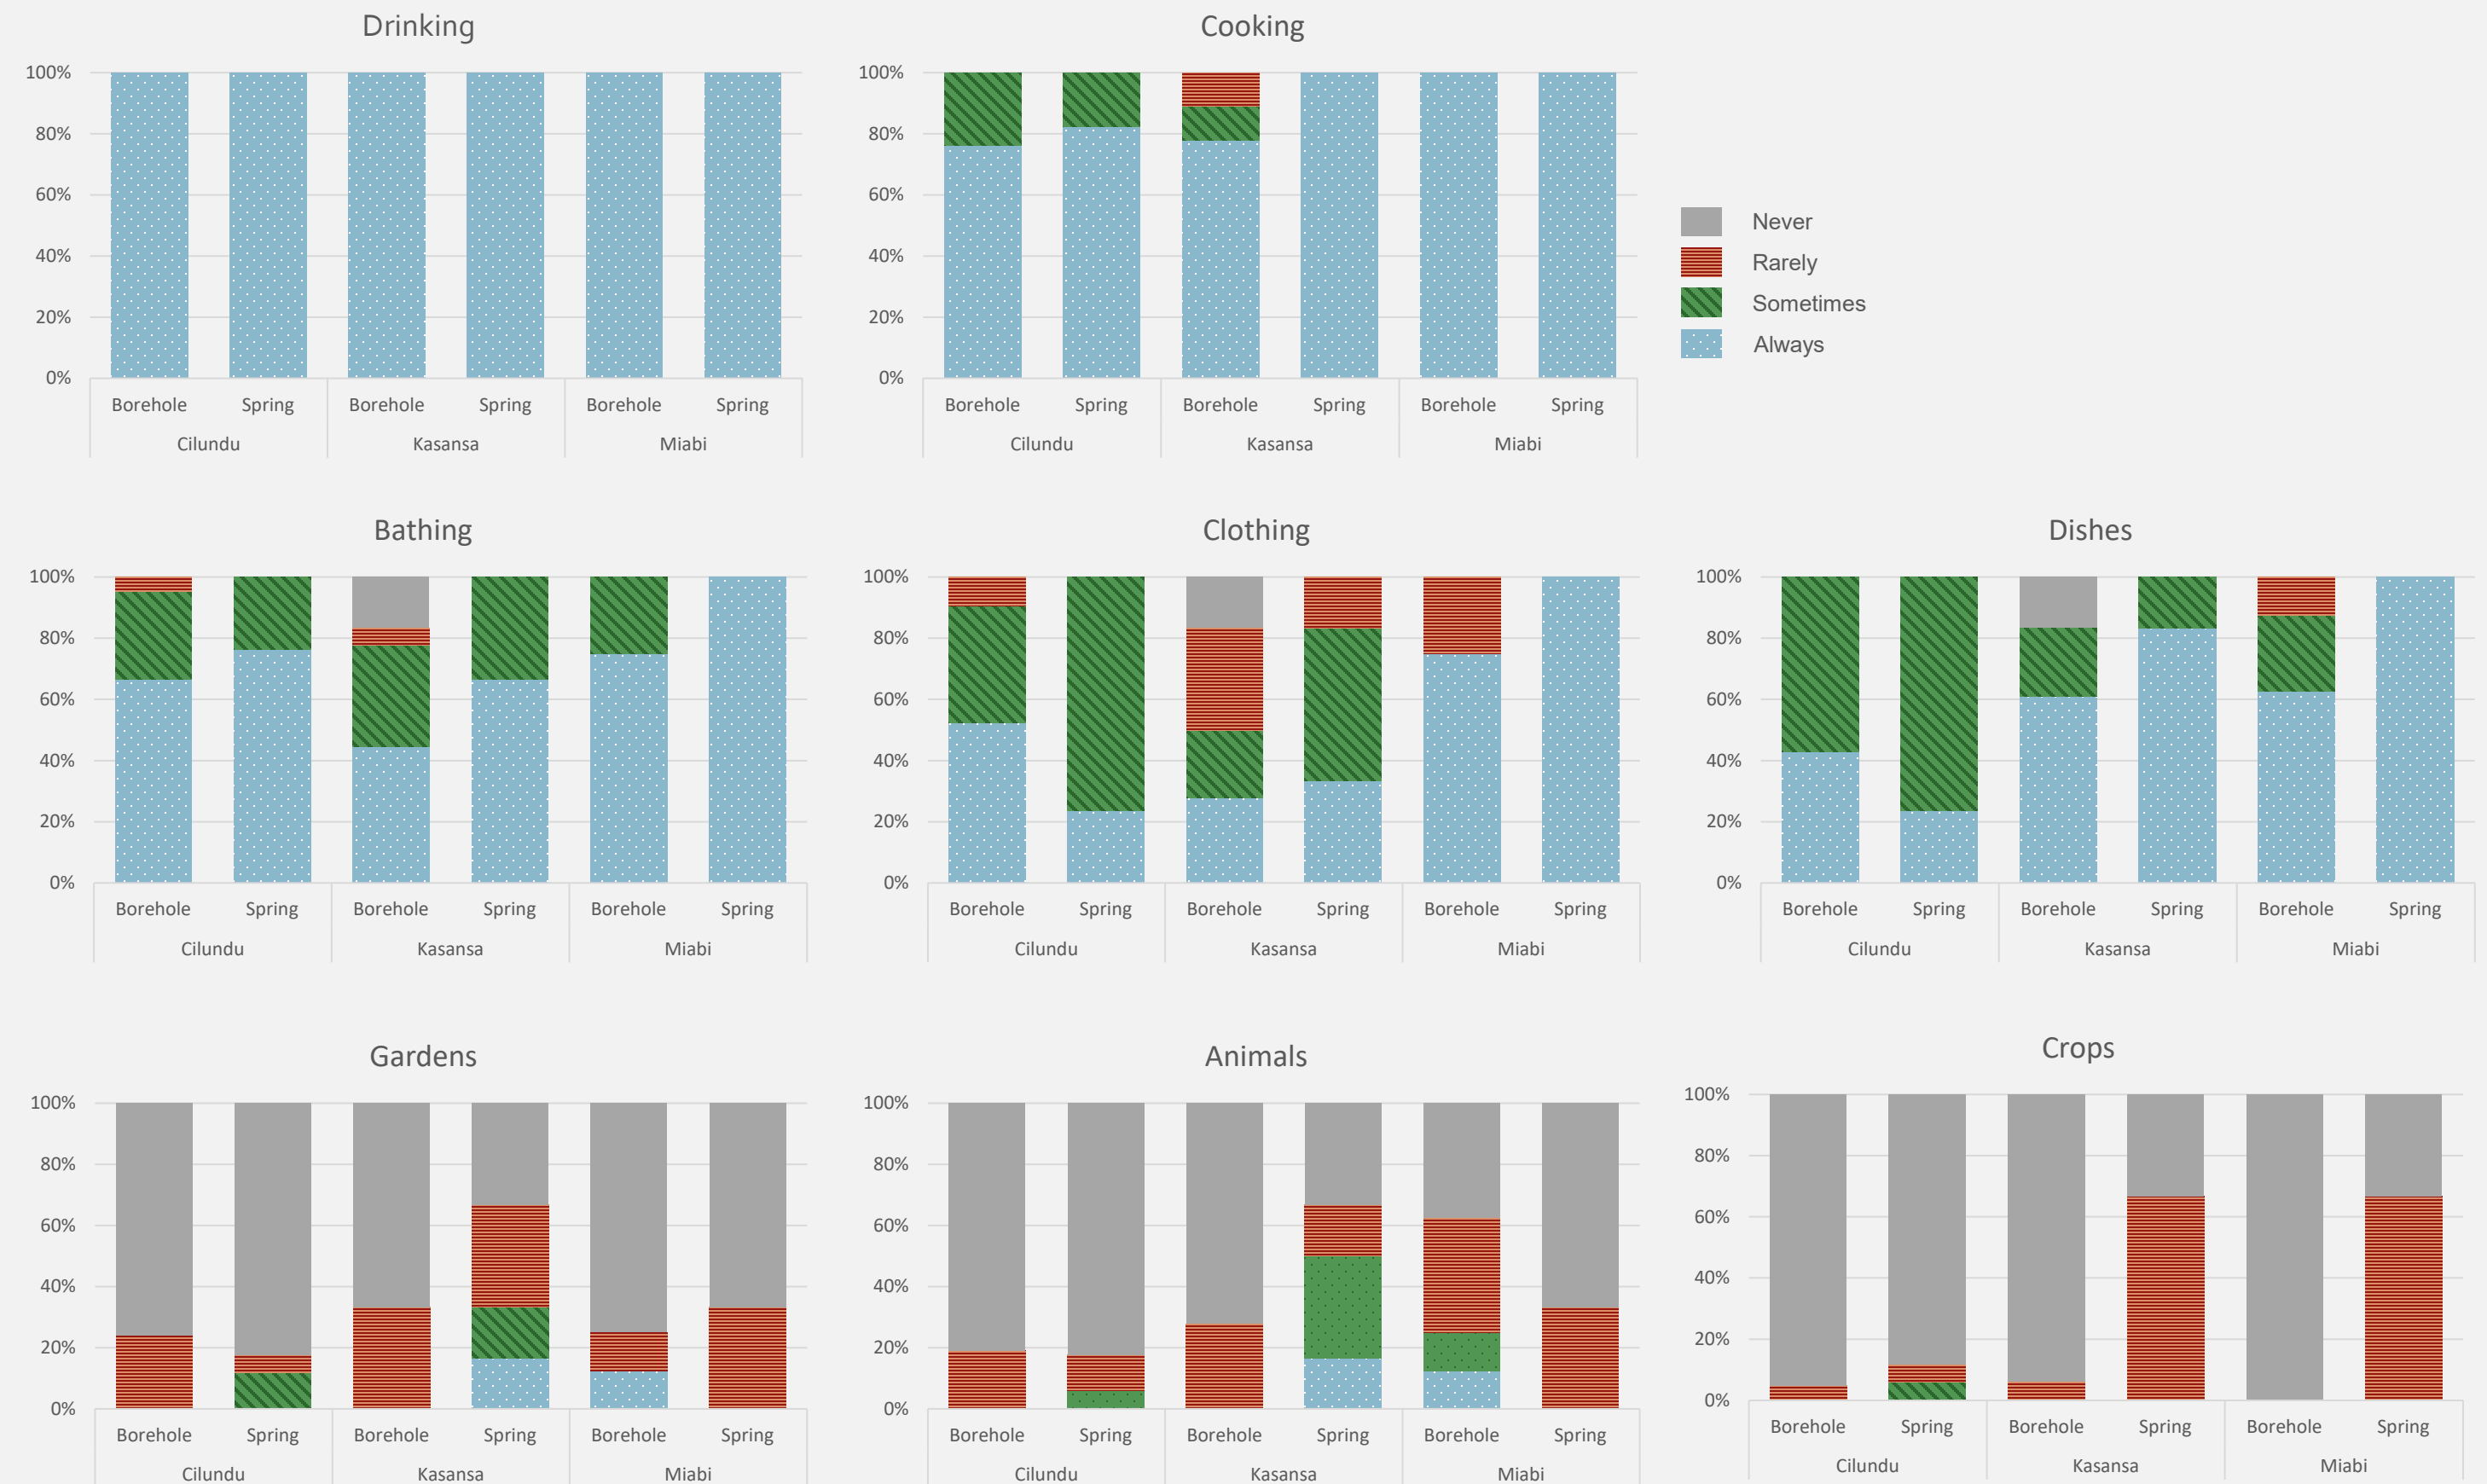 Drinking
100%
80%
60%
40%
20%
0%
Borehole Spring Borehole Spring Borehole Spring
Cilundu Kasansa Miabi
Cooking
100%
80%
60%
40%
20%
0%
Borehole Spring Borehole Spring Borehole Spring
Cilundu Kasansa Miabi
Never
Rarely
Sometimes
Always
Bathing
100%
80%
60%
40%
20%
0%
Borehole Spring Borehole Spring Borehole Spring
Cilundu Kasansa Miabi
Clothing
100%
80%
60%
40%
20%
0%
Borehole Spring Borehole Spring Borehole Spring
Cilundu Kasansa Miabi
Dishes
100%
80%
60%
40%
20%
0%
Borehole Spring Borehole Spring Borehole Spring
Cilundu Kasansa Miabi
Gardens
100%
80%
60%
40%
20%
0%
Borehole Spring Borehole Spring Borehole Spring
Cilundu Kasansa Miabi
Animals
100%
80%
60%
40%
20%
0%
Borehole Spring Borehole Spring Borehole Spring
Cilundu Kasansa Miabi
Crops
100%
80%
60%
40%
20%
0%
Borehole Spring Borehole Spring Borehole Spring
Cilundu Kasansa Miabi